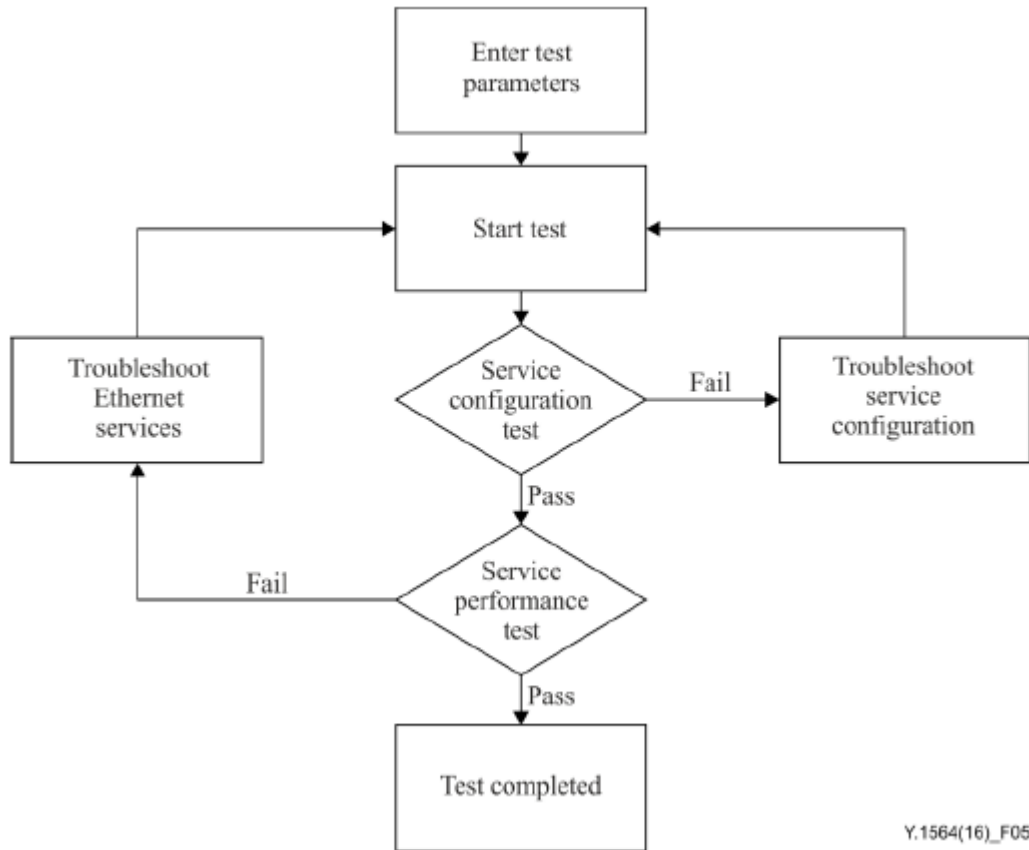 Enter test
parameters
Start test
Troubleshoot
Ethernet
services
Service
configuration
test
Fail
Troubleshoot
service
configuration
Pass
Fail
Service
performance
test
Pass
Test completed
Y.1564(16)_F05